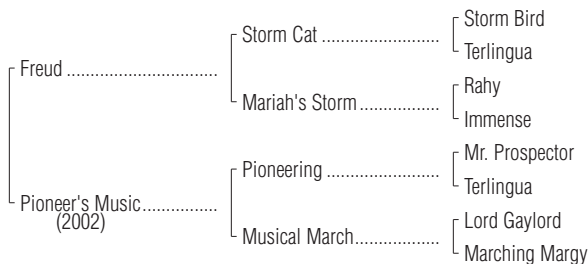 Storm Bird
Storm Cat ........................
Terlingua
Freud ...............................
Rahy
Mariah's Storm ................
Immense
Mr. Prospector
Pioneering .......................
Terlingua
Pioneer's Music ...............
(2002)
Lord Gaylord
Musical March .................
Marching Margy